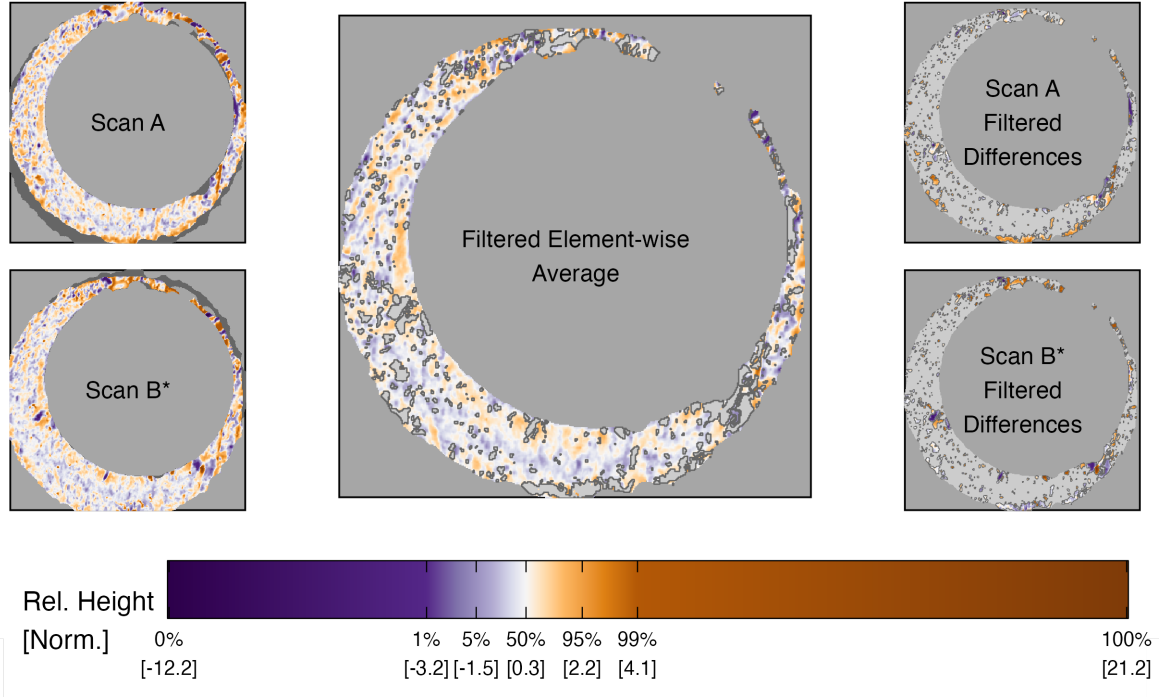 Scan A
Scan B*
Filtered Element-wise
Average
Scan A
Filtered
Differences
Scan B*
Filtered
Differences
Rel. Height
[Norm.]
0% 1% 5% 50% 95% 99% 100%
[-12.2] [-3.2] [-1.5] [0.3] [2.2] [4.1] [21.2]